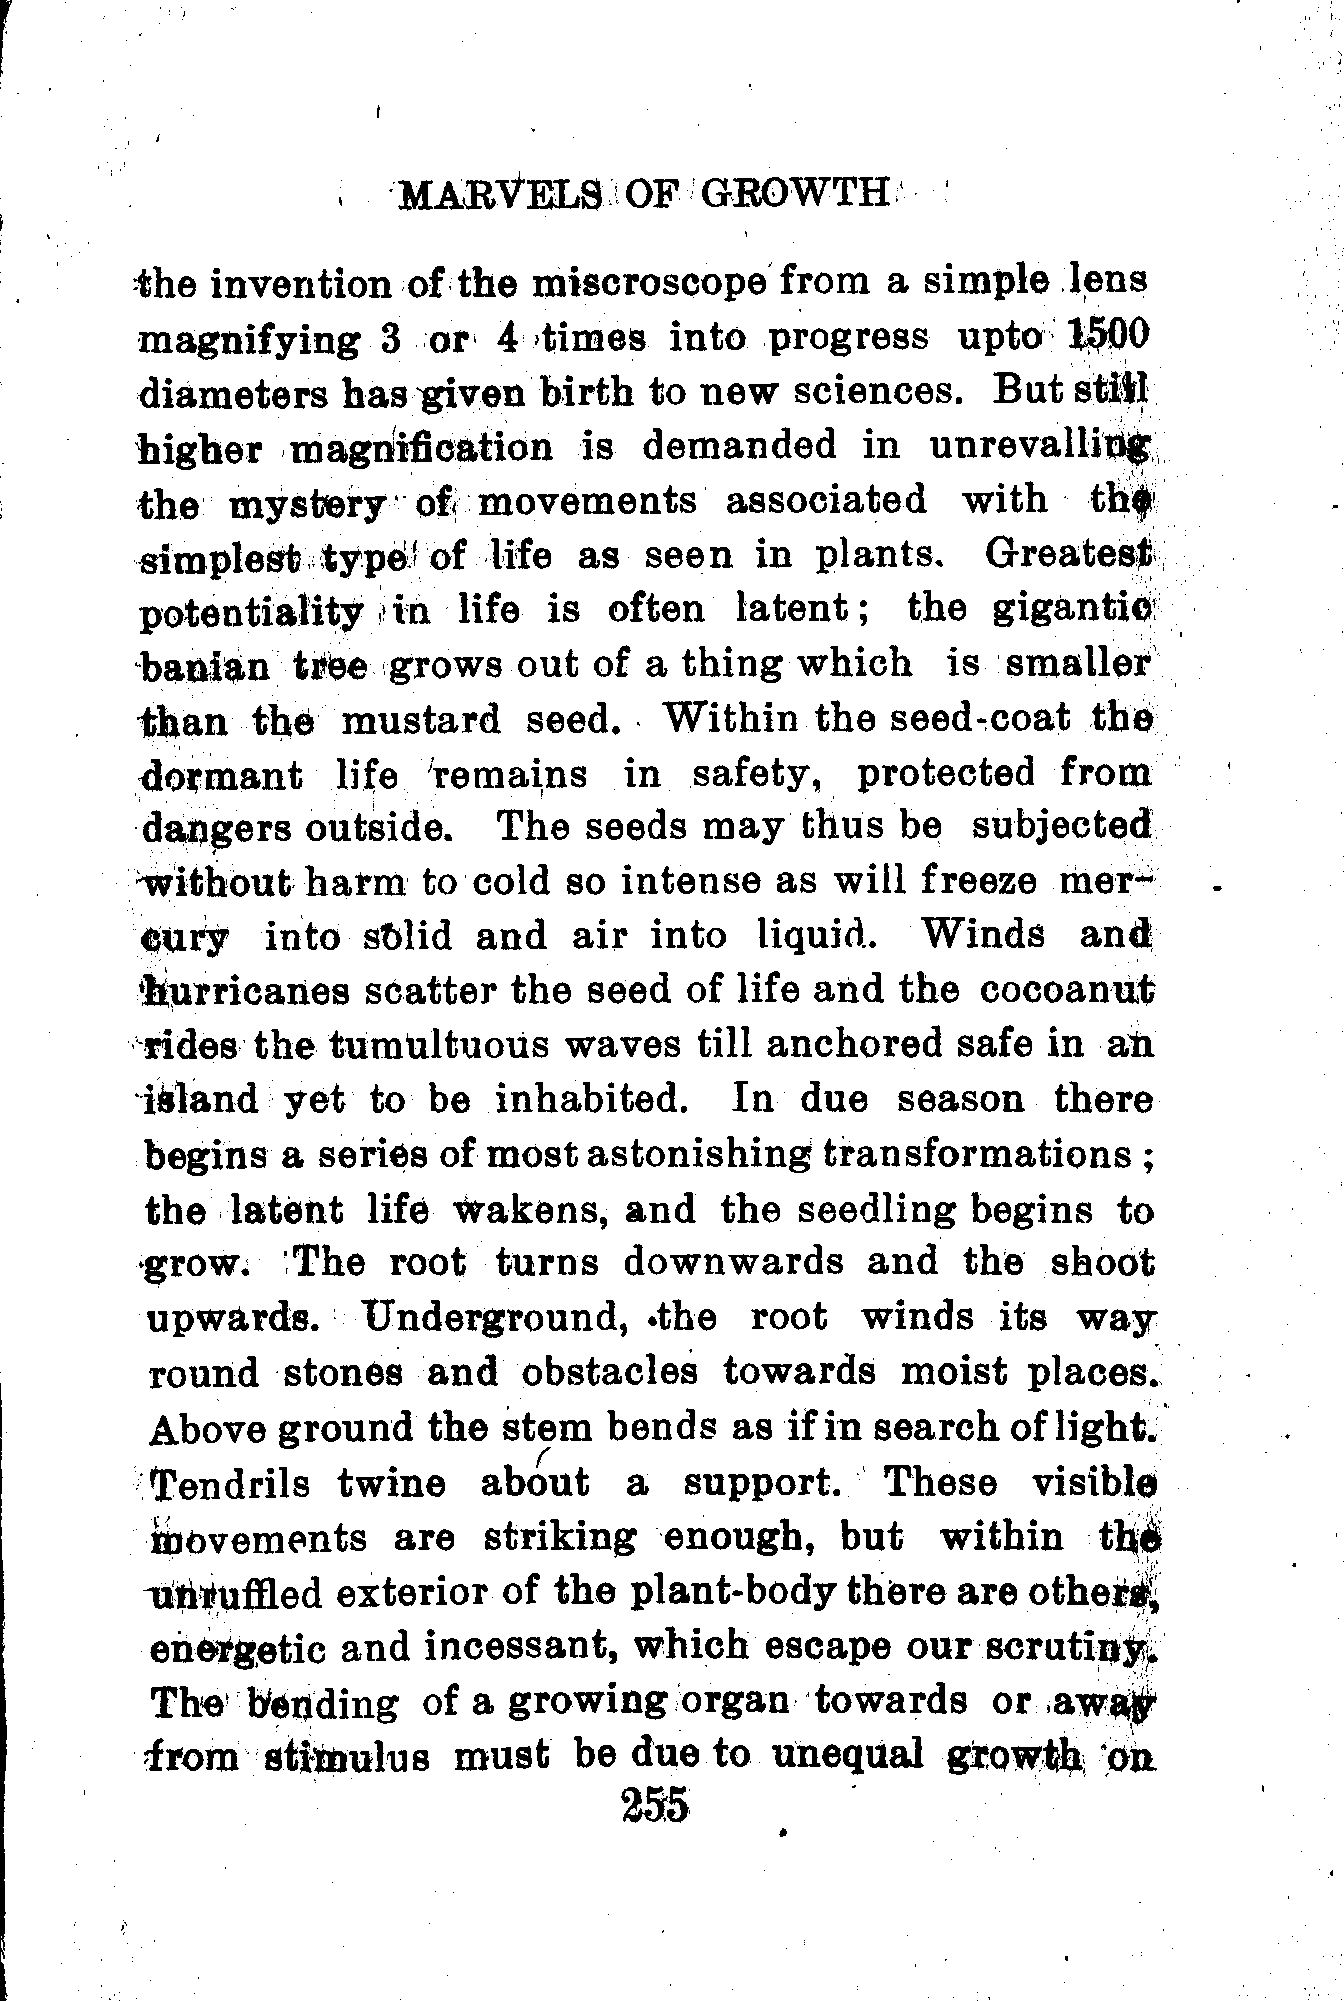 MARVELS OF GROWTH
the invention of the miscroscope from a simple lens
magnifying 3 or 4 times into progress upto 1500
diameters has given birth to new sciences. But still
higher magnification is demanded in unrevalling
the mystery of movements associated with the
simplest type of life as seen in plants. Greatest
potentiality in life is often latent; the gigantic
banian tree grows out of a thing which is smaller
than the mustard seed. Within the seed-coat the
dormant life remains in safety, protected from
dangers outside. The seeds may thus be subjected
without harm to cold so intense as will freeze mer-
cury into solid and air into liquid. Winds and
hurricanes scatter the seed of life and the cocoanut
rides the tumultuous waves till anchored safe in an
island yet to be inhabited. In due season there
begins a series of most astonishing transformations;
the latent life wakens, and the seedling begins to
grow. The root turns downwards and the shoot
upwards. Underground, the root winds its way
round stones and obstacles towards moist places.
Above ground the stem bends as if in search of light.
Tendrils twine about a support. These visible
movements are striking enough, but within the
unruffled exterior of the plant-body there are others,
energetic and incessant, which escape our scrutiny.
The bending of a growing organ towards or away
from stimulus must be due to unequal growth on
255